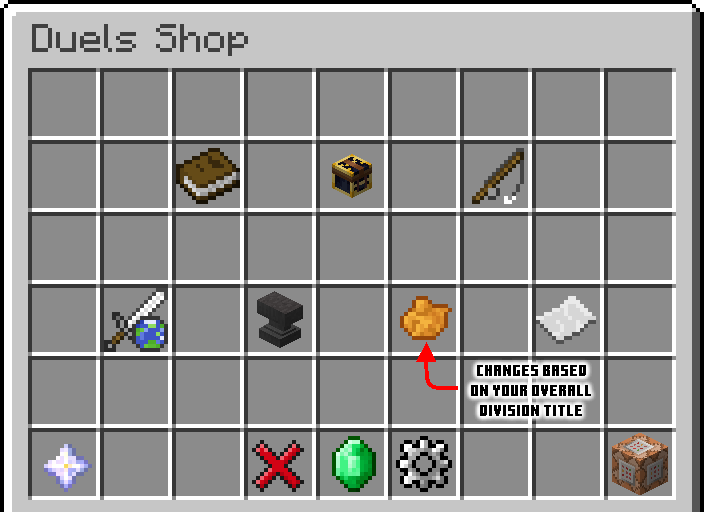 Duels Shop
CHANGES BASED
ON YOUR OVERALL
DIVISION TITLE